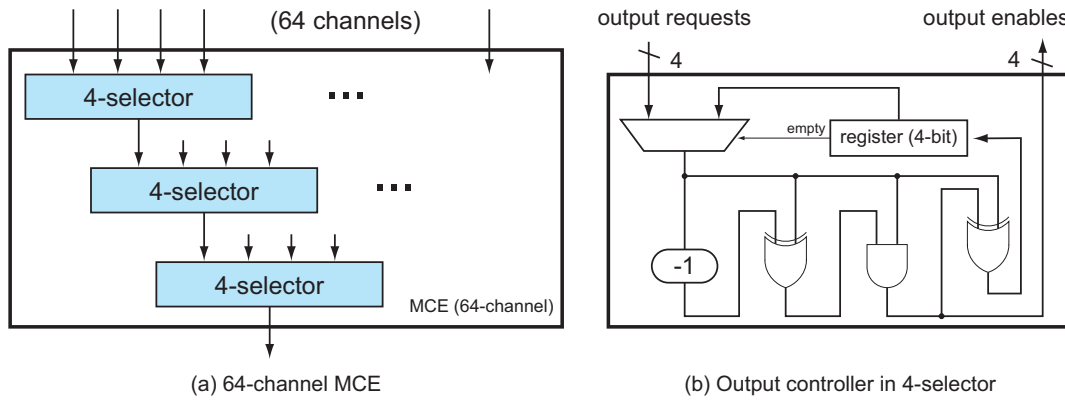 (64 channels)
4-selector
4-selector
4-selector
MCE (64-channel)
(a) 64-channel MCE
output requests
output enables
4
4
empty
register (4-bit)
-1
(b) Output controller in 4-selector